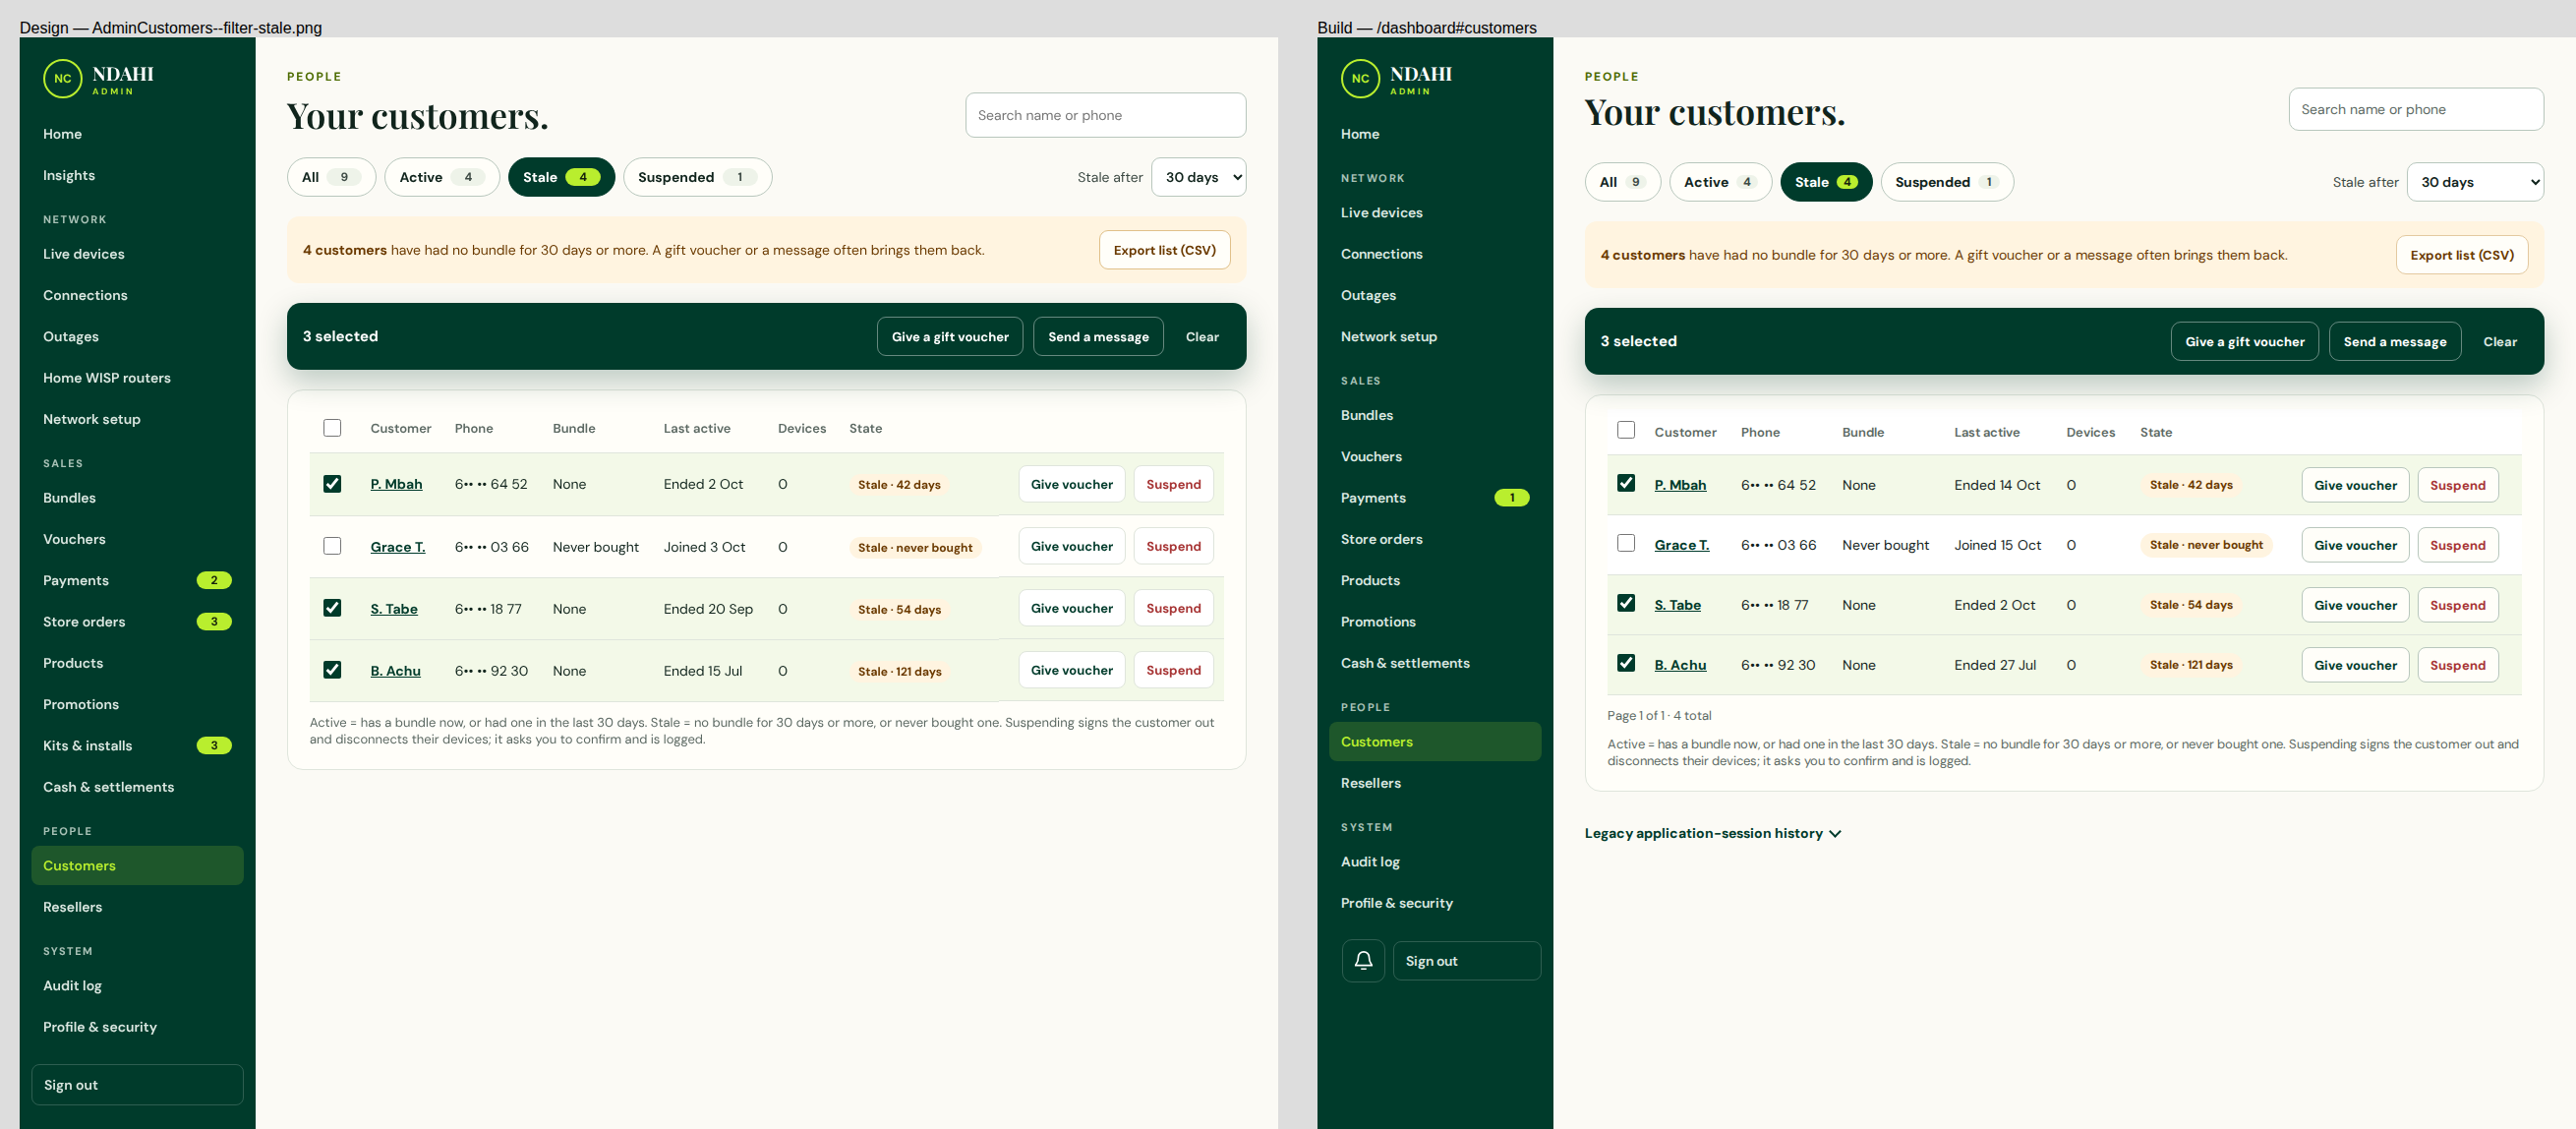 Design — AdminCustomers--filter-stale.png
NC
NDAHI
ADMIN
Home
Insights
NETWORK
Live devices
Connections
Outages
Home WISP routers
Network setup
SALES
Bundles
Vouchers
Payments 2
Store orders 3
Products
Promotions
Kits & installs 3
Cash & settlements
PEOPLE
Customers
Resellers
SYSTEM
Audit log
Profile & security
Sign out
PEOPLE
Your customers.
Search name or phone
All 9 Active 4 Stale 4 Suspended 1 Stale after 30 days
4 customers have had no bundle for 30 days or more. A gift voucher or a message often brings them back. Export list (CSV)
3 selected Give a gift voucher Send a message Clear
Customer Phone Bundle Last active Devices State
P. Mbah 6•• •• 64 52 None Ended 2 Oct 0 Stale · 42 days Give voucher Suspend
Grace T. 6•• •• 03 66 Never bought Joined 3 Oct 0 Stale · never bought Give voucher Suspend
S. Tabe 6•• •• 18 77 None Ended 20 Sep 0 Stale · 54 days Give voucher Suspend
B. Achu 6•• •• 92 30 None Ended 15 Jul 0 Stale · 121 days Give voucher Suspend
Active = has a bundle now, or had one in the last 30 days. Stale = no bundle for 30 days or more, or never bought one. Suspending signs the customer out
and disconnects their devices; it asks you to confirm and is logged.
Build — /dashboard#customers
NC
NDAHI
ADMIN
Home
NETWORK
Live devices
Connections
Outages
Network setup
SALES
Bundles
Vouchers
Payments 1
Store orders
Products
Promotions
Cash & settlements
PEOPLE
Customers
Resellers
SYSTEM
Audit log
Profile & security
Sign out
PEOPLE
Your customers.
Search name or phone
All 9 Active 4 Stale 4 Suspended 1 Stale after 30 days
4 customers have had no bundle for 30 days or more. A gift voucher or a message often brings them back. Export list (CSV)
3 selected Give a gift voucher Send a message Clear
Customer Phone Bundle Last active Devices State
P. Mbah 6•• •• 64 52 None Ended 14 Oct 0 Stale · 42 days Give voucher Suspend
Grace T. 6•• •• 03 66 Never bought Joined 15 Oct 0 Stale · never bought Give voucher Suspend
S. Tabe 6•• •• 18 77 None Ended 2 Oct 0 Stale · 54 days Give voucher Suspend
B. Achu 6•• •• 92 30 None Ended 27 Jul 0 Stale · 121 days Give voucher Suspend
Page 1 of 1 · 4 total
Active = has a bundle now, or had one in the last 30 days. Stale = no bundle for 30 days or more, or never bought one. Suspending signs the customer out and
disconnects their devices; it asks you to confirm and is logged.
Legacy application-session history